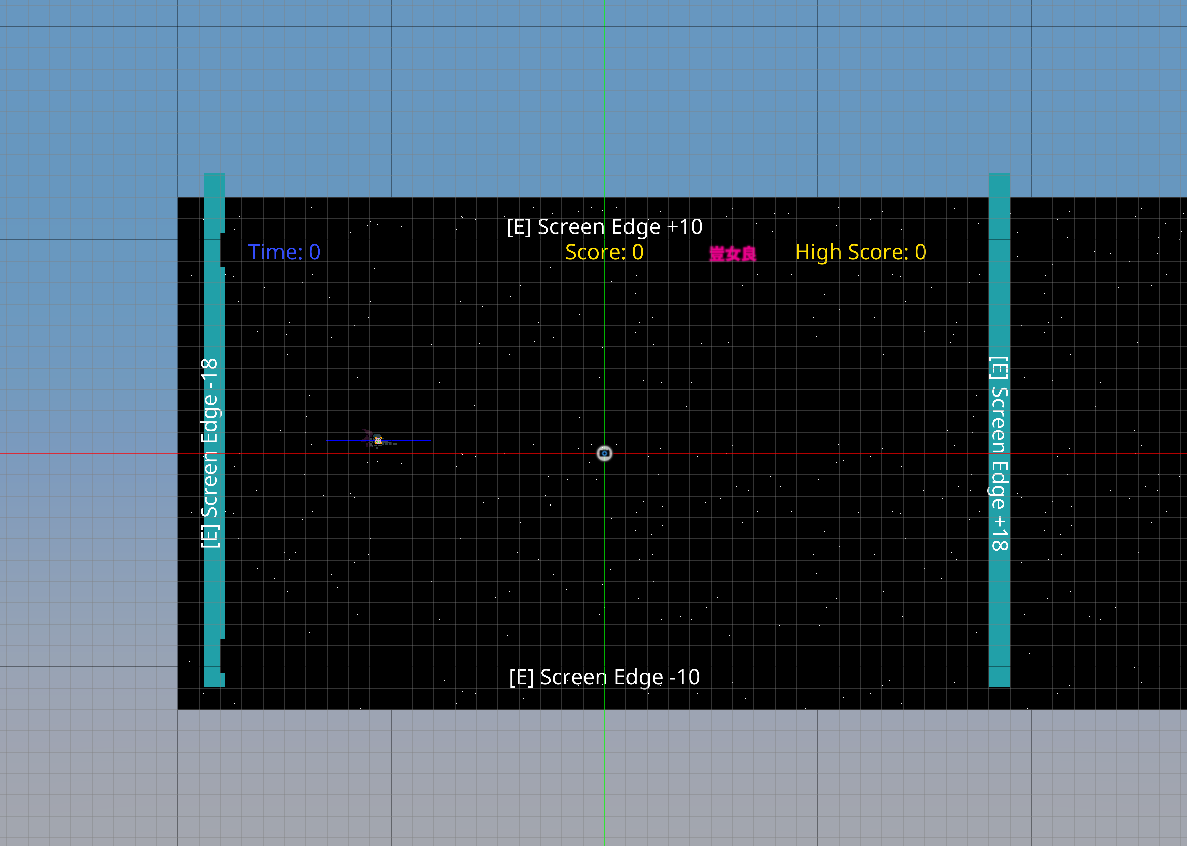 [E] Screen Edge +10
Time: 0
Score: 0
豈女良
High Score: 0
[E] Screen Edge -18
[E] Screen Edge +18
[E] Screen Edge -10